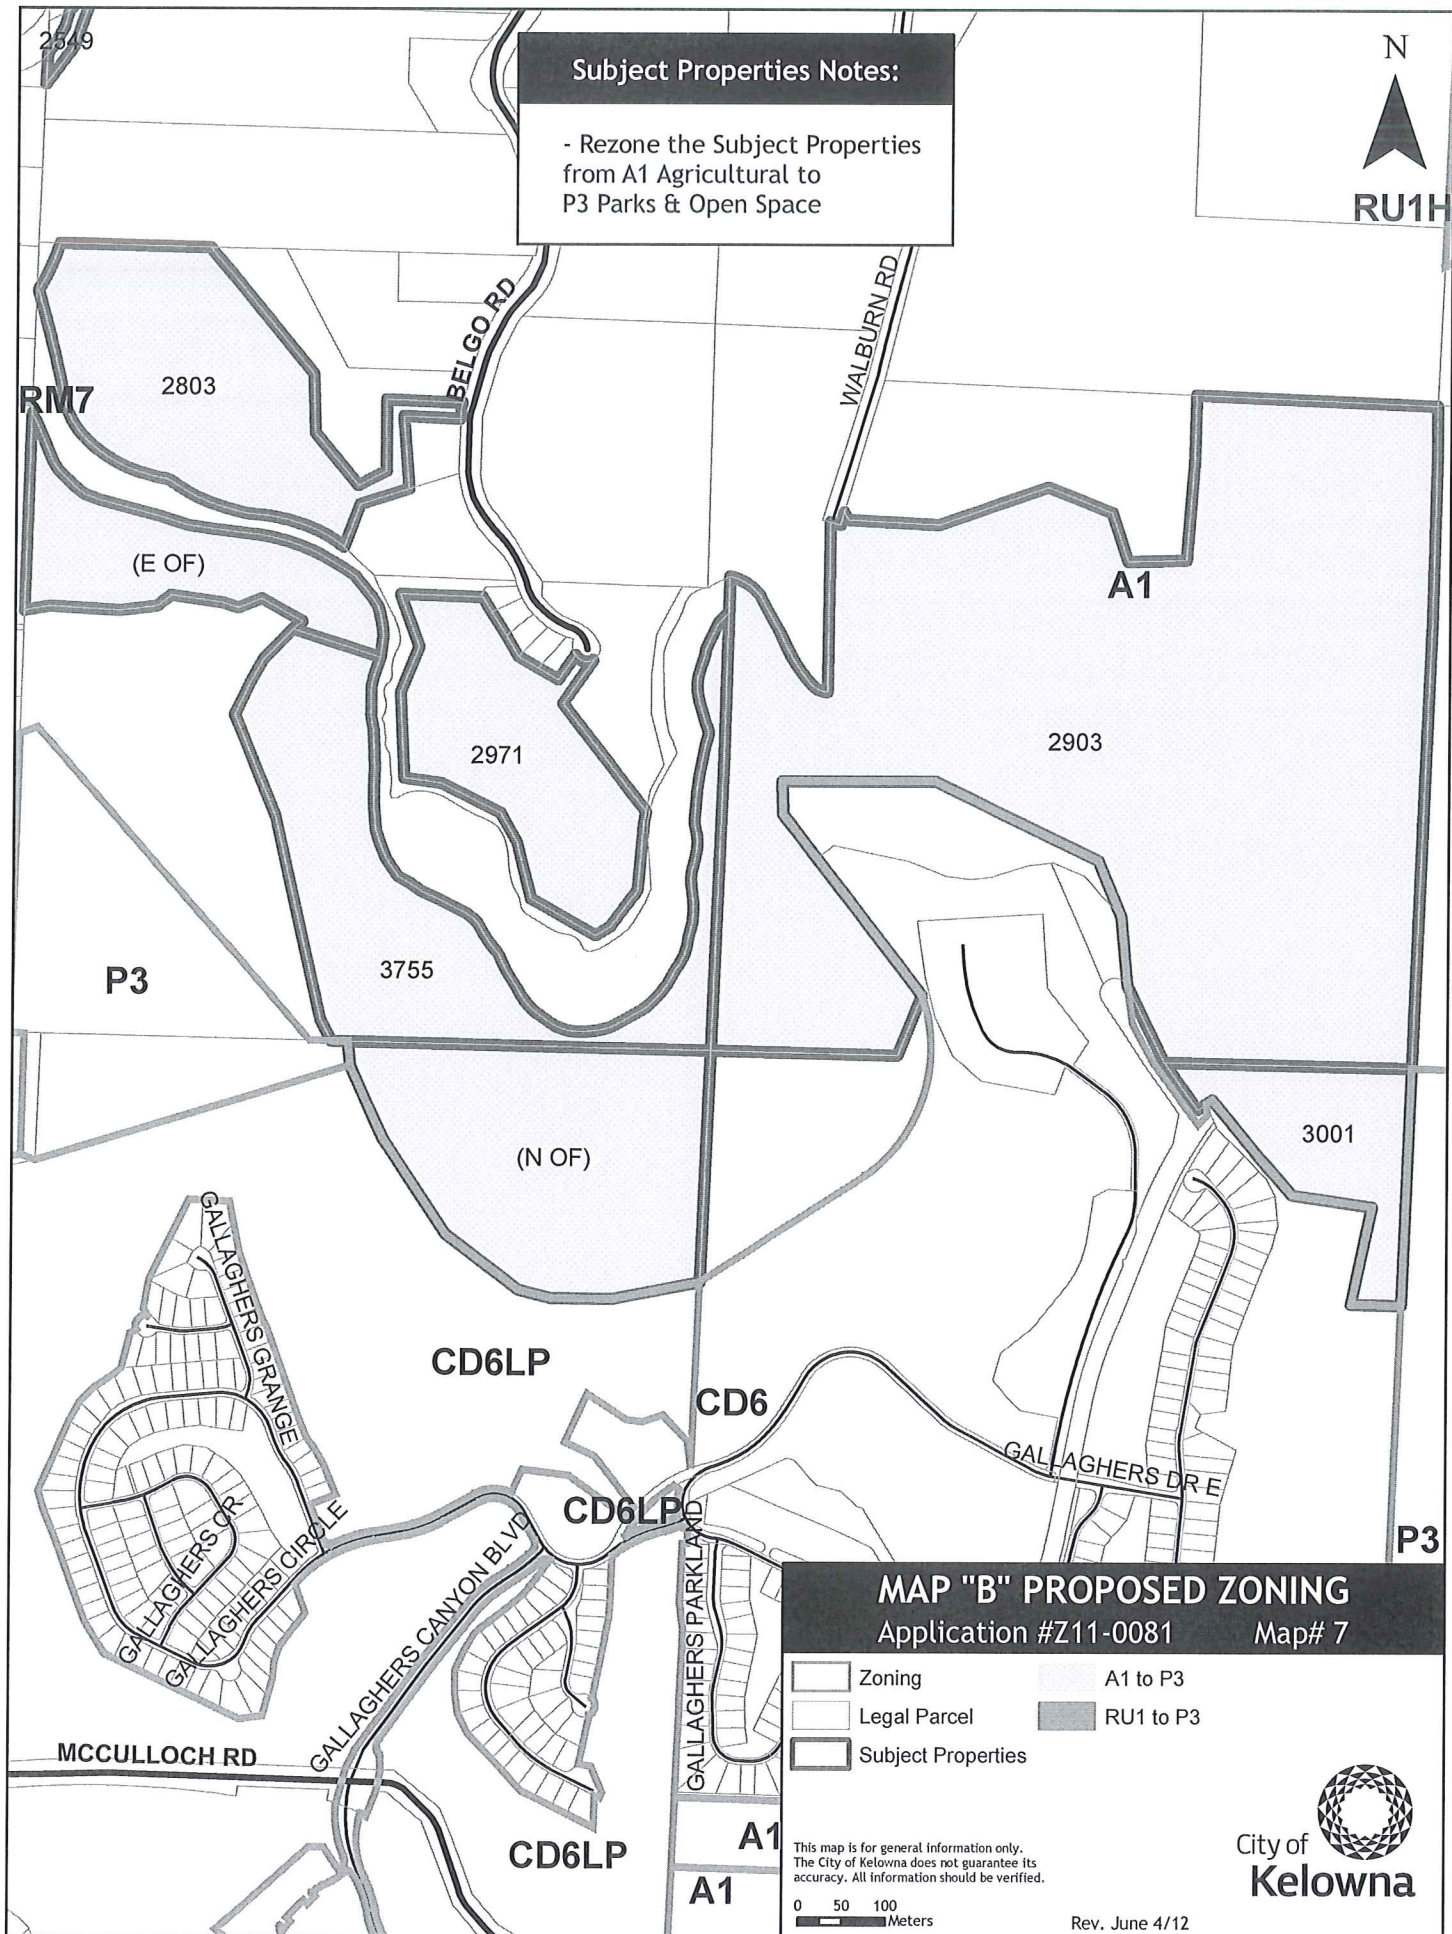 2549
Subject Properties Notes:
- Rezone the Subject Properties
from A1 Agricultural to
P3 Parks & Open Space
N
RU1H
BELGO RD
WALBURN RD
2803
RM7
(E OF)
A1
2971
2903
3755
P3
(N OF)
3001
GALLAGHERS GRANGE
CD6LP
CD6
GALLAGHERS DR E
CD6LP
GALLAGHERS CR
GALLAGHERS CIRCLE
GALLAGHERS CANYON BLVD
GALLAGHERS PARKLAND
P3
MCCULLOCH RD
CD6LP
A1
A1
MAP "B" PROPOSED ZONING
Application #Z11-0081 Map# 7
Zoning
A1 to P3
Legal Parcel
RU1 to P3
Subject Properties
This map is for general information only.
The City of Kelowna does not guarantee its
accuracy. All information should be verified.
0 50 100
Meters
Rev. June 4/12
City of
Kelowna